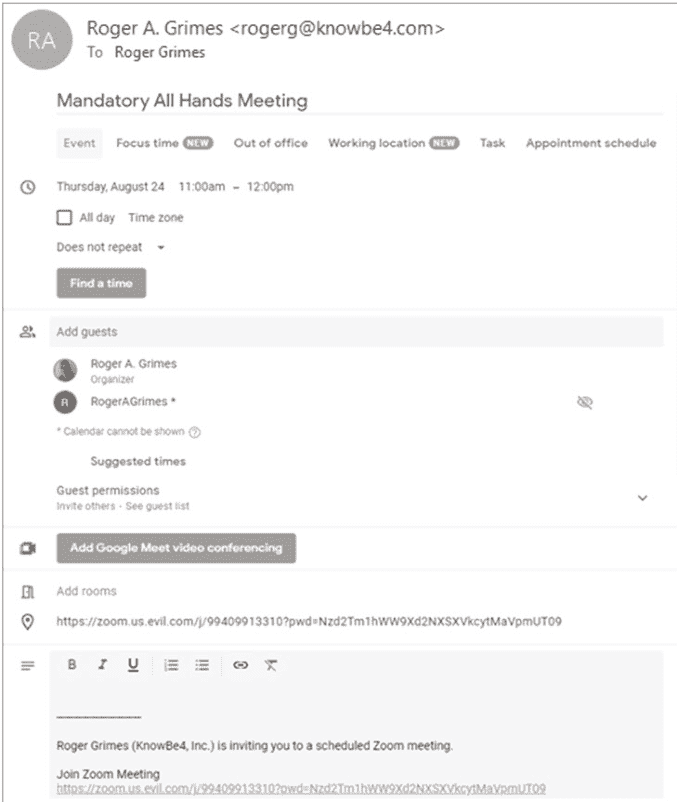 RA
Roger A. Grimes <rogerg@knowbe4.com>
To Roger Grimes
Mandatory All Hands Meeting
Event Focus time NEW Out of office Working location NEW Task Appointment schedule
Thursday, August 24 11:00am – 12:00pm
All day Time zone
Does not repeat
Find a time
Add guests
Roger A. Grimes
Organizer
R RogerAGrimes *
* Calendar cannot be shown ?
Suggested times
Guest permissions
Invite others - See guest list
Add Google Meet video conferencing
Add rooms
https://zoom.us.evil.com/j/99409913310?pwd=Nzd2Tm1hWW9Xd2NXSXVkcytMaVpmUT09
B I U
Roger Grimes (KnowBe4, Inc.) is inviting you to a scheduled Zoom meeting.
Join Zoom Meeting
https://zoom.us.evil.com/j/99409913310?pwd=Nzd2Tm1hWW9Xd2NXSXVkcytMaVpmUT09